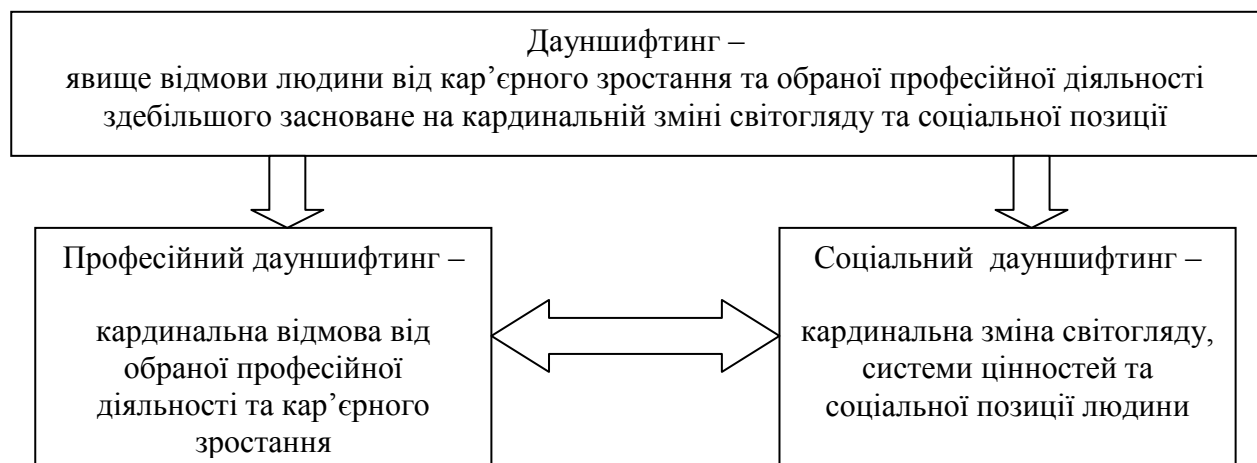 Дауншифтинг –
явище відмови людини від кар’єрного зростання та обраної професійної діяльності
здебільшого засноване на кардинальній зміні світогляду та соціальної позиції
Професійний дауншифтинг –
кардинальна відмова від
обраної професійної
діяльності та кар’єрного
зростання
Соціальний дауншифтинг –
кардинальна зміна світогляду,
системи цінностей та
соціальної позиції людини